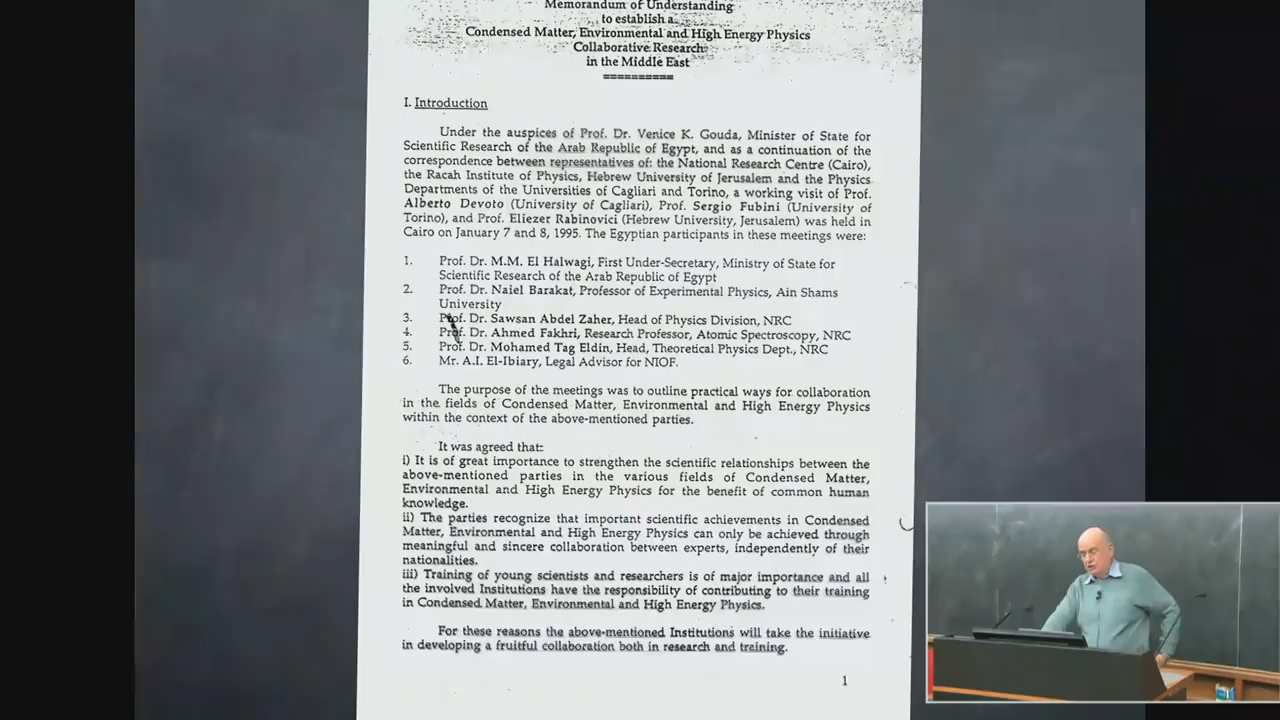 Memorandum of Understanding
to establish a
Condensed Matter, Environmental and High Energy Physics
Collaborative Research
in the Middle East
==========
I. Introduction
Under the auspices of Prof. Dr. Venice K. Gouda, Minister of State for
Scientific Research of the Arab Republic of Egypt, and as a continuation of the
correspondence between representatives of: the National Research Centre (Cairo),
the Racah Institute of Physics, Hebrew University of Jerusalem and the Physics
Departments of the Universities of Cagliari and Torino, a working visit of Prof.
Alberto Devoto (University of Cagliari), Prof. Sergio Fubini (University of
Torino), and Prof. Eliezer Rabinovici (Hebrew University, Jerusalem) was held in
Cairo on January 7 and 8, 1995. The Egyptian participants in these meetings were:
1. Prof. Dr. M.M. El Halwagi, First Under-Secretary, Ministry of State for
Scientific Research of the Arab Republic of Egypt
2. Prof. Dr. Naiel Barakat, Professor of Experimental Physics, Ain Shams
University
3. Prof. Dr. Sawsan Abdel Zaher, Head of Physics Division, NRC
4. Prof. Dr. Ahmed Fakhri, Research Professor, Atomic Spectroscopy, NRC
5. Prof. Dr. Mohamed Tag Eldin, Head, Theoretical Physics Dept., NRC
6. Mr. A.I. El-Ibiary, Legal Advisor for NIOF.
The purpose of the meetings was to outline practical ways for collaboration
in the fields of Condensed Matter, Environmental and High Energy Physics
within the context of the above-mentioned parties.
It was agreed that:
i) It is of great importance to strengthen the scientific relationships between the
above-mentioned parties in the various fields of Condensed Matter,
Environmental and High Energy Physics for the benefit of common human
knowledge.
ii) The parties recognize that important scientific achievements in Condensed
Matter, Environmental and High Energy Physics can only be achieved through
meaningful and sincere collaboration between experts, independently of their
nationalities.
iii) Training of young scientists and researchers is of major importance and all
the involved Institutions have the responsibility of contributing to their training
in Condensed Matter, Environmental and High Energy Physics.
For these reasons the above-mentioned Institutions will take the initiative
in developing a fruitful collaboration both in research and training.
1